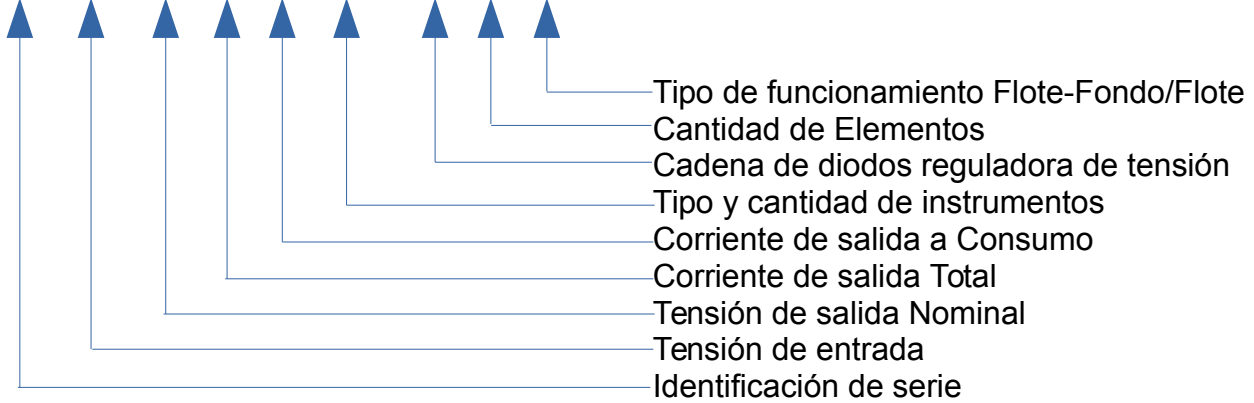 Tipo de funcionamiento Flote-Fondo/Flote
Cantidad de Elementos
Cadena de diodos reguladora de tensión
Tipo y cantidad de instrumentos
Corriente de salida a Consumo
Corriente de salida Total
Tensión de salida Nominal
Tensión de entrada
Identificación de serie